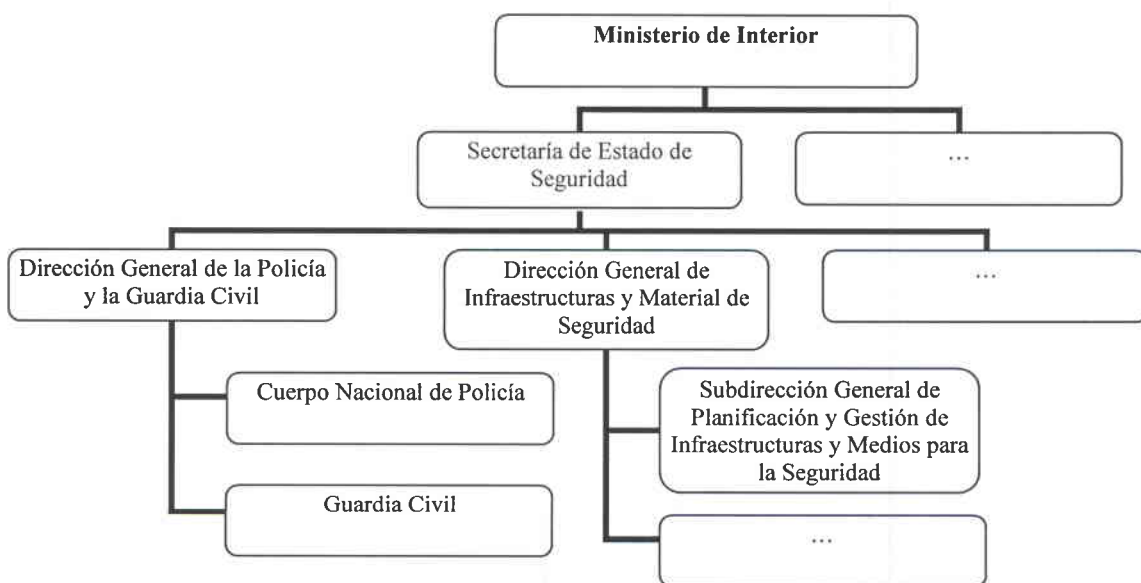 Ministerio de Interior
Secretaría de Estado de
Seguridad
...
Dirección General de la Policía
y la Guardia Civil
Dirección General de
Infraestructuras y Material de
Seguridad
...
Cuerpo Nacional de Policía
Subdirección General de
Planificación y Gestión de
Infraestructuras y Medios para
la Seguridad
Guardia Civil
...